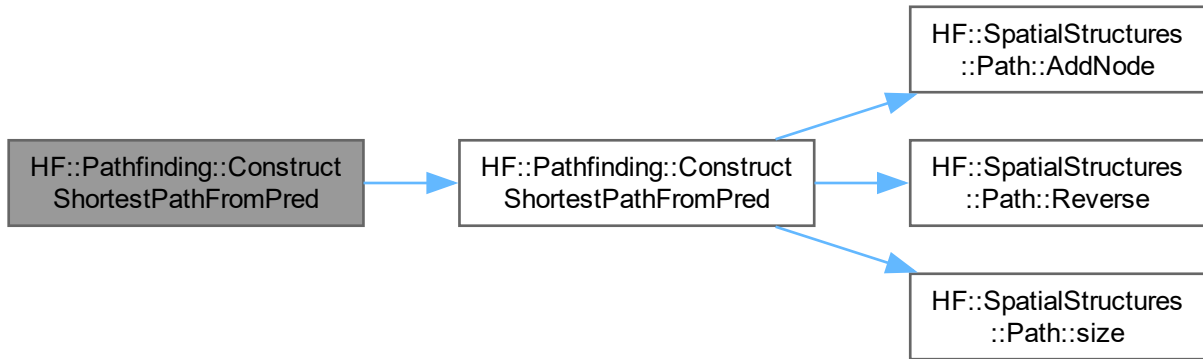 HF::Pathfinding::Construct
ShortestPathFromPred
HF::Pathfinding::Construct
ShortestPathFromPred
HF::SpatialStructures
::Path::AddNode
HF::SpatialStructures
::Path::Reverse
HF::SpatialStructures
::Path::size